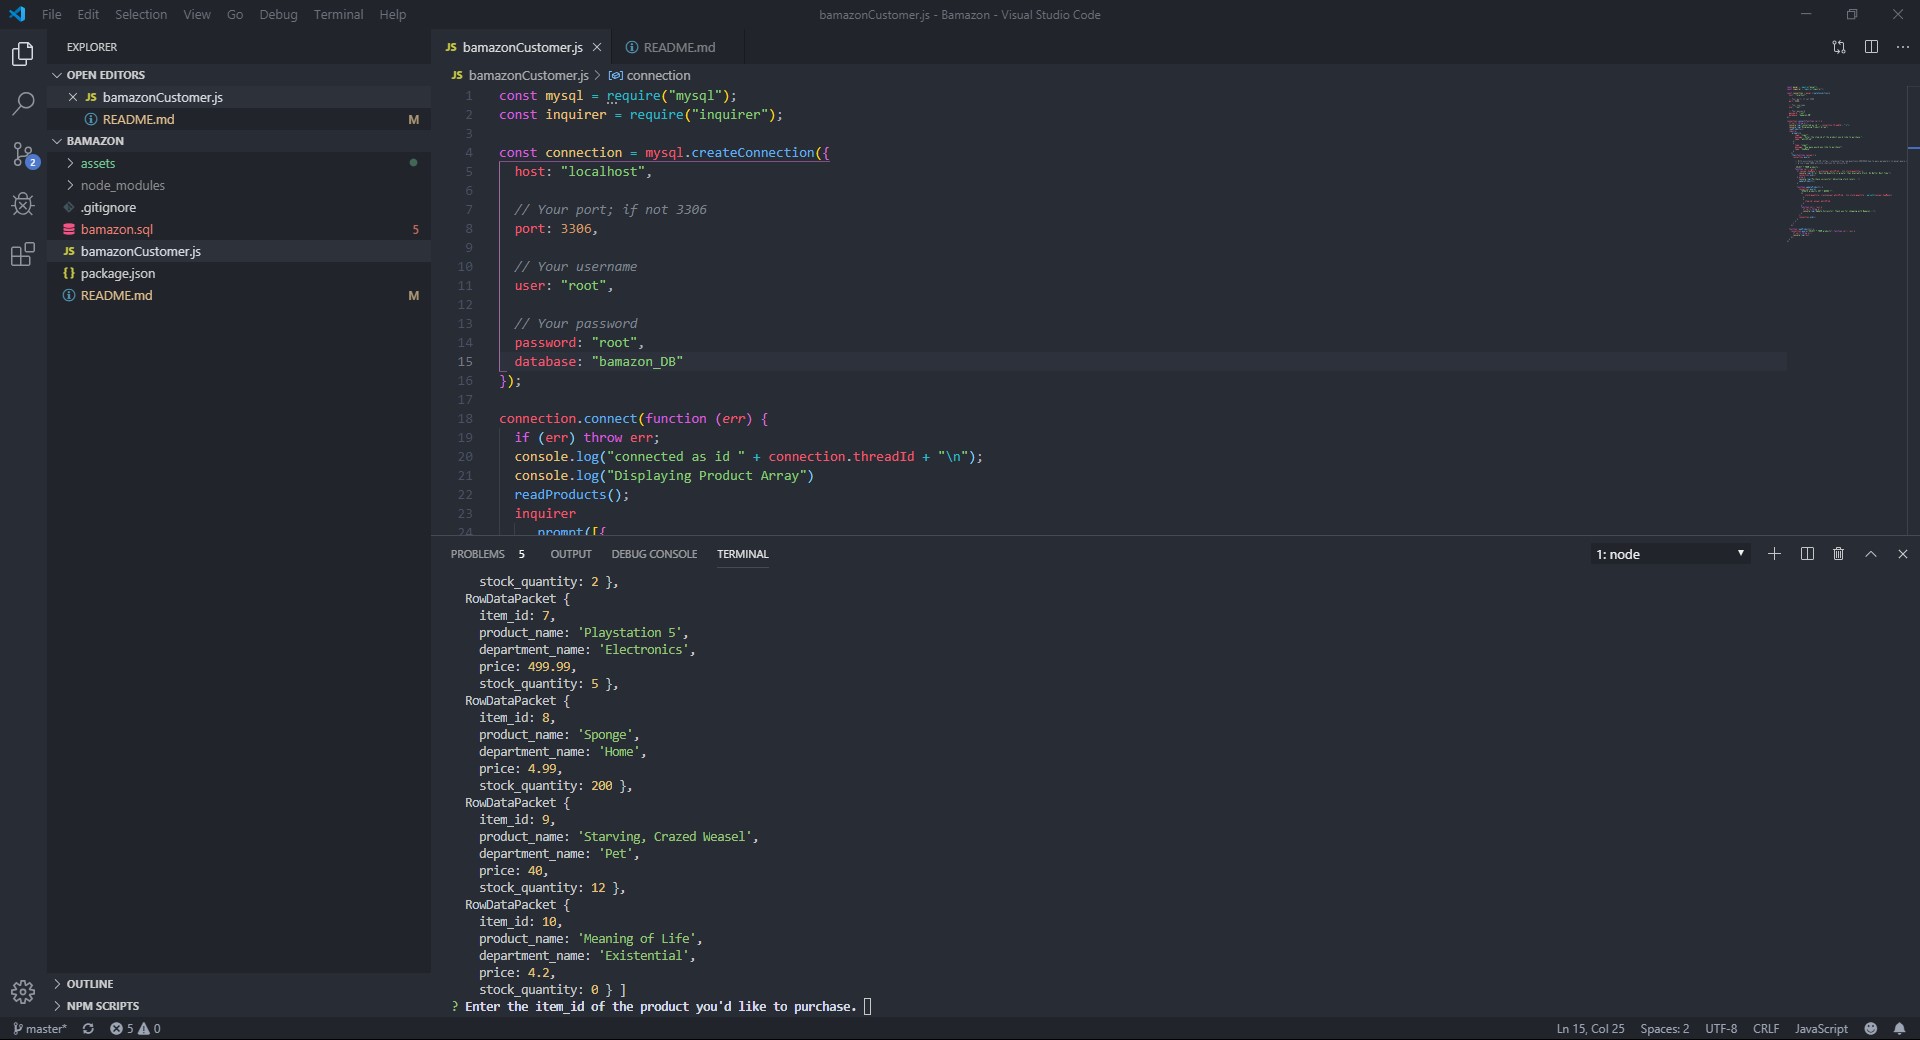 File Edit Selection View Go Debug Terminal Help
bamazonCustomer.js - Bamazon - Visual Studio Code
EXPLORER
OPEN EDITORS
JS bamazonCustomer.js
README.md M
BAMAZON
assets
node_modules
.gitignore
bamazon.sql 5
JS bamazonCustomer.js
{} package.json
README.md M
OUTLINE
NPM SCRIPTS
2
JS bamazonCustomer.js
README.md
JS bamazonCustomer.js > connection
1 const mysql = require("mysql");
2 const inquirer = require("inquirer");
3
4 const connection = mysql.createConnection({
5 host: "localhost",
6
7 // Your port; if not 3306
8 port: 3306,
9
10 // Your username
11 user: "root",
12
13 // Your password
14 password: "root",
15 database: "bamazon_DB"
16 });
17
18 connection.connect(function (err) {
19 if (err) throw err;
20 console.log("connected as id " + connection.threadId + "\n");
21 console.log("Displaying Product Array")
22 readProducts();
23 inquirer
24 prompt([{
PROBLEMS 5 OUTPUT DEBUG CONSOLE TERMINAL
1: node
stock_quantity: 2 },
RowDataPacket {
item_id: 7,
product_name: 'Playstation 5',
department_name: 'Electronics',
price: 499.99,
stock_quantity: 5 },
RowDataPacket {
item_id: 8,
product_name: 'Sponge',
department_name: 'Home',
price: 4.99,
stock_quantity: 200 },
RowDataPacket {
item_id: 9,
product_name: 'Starving, Crazed Weasel',
department_name: 'Pet',
price: 40,
stock_quantity: 12 },
RowDataPacket {
item_id: 10,
product_name: 'Meaning of Life',
department_name: 'Existential',
price: 4.2,
stock_quantity: 0 } ]
? Enter the item_id of the product you'd like to purchase.
master* 5 0
Ln 15, Col 25 Spaces: 2 UTF-8 CRLF JavaScript